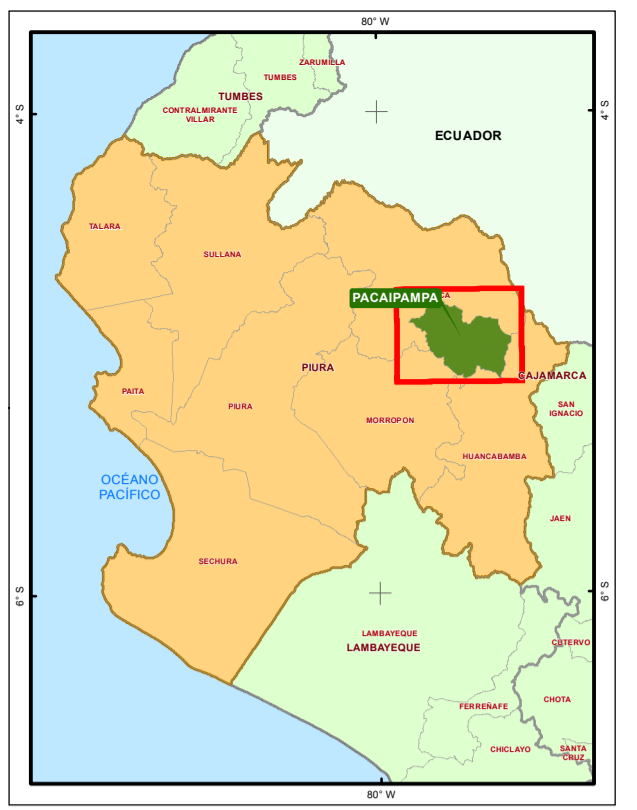 80° W
ZARUMILLA
TUMBES
TUMBES
CONTRALMIRANTE
VILLAR
4° S
4° S
ECUADOR
TALARA
SULLANA
PACAIPAMPA
PIURA
CAJAMARCA
PAITA
PIURA
SAN
IGNACIO
MORROPON
HUANCABAMBA
OCÉANO
PACÍFICO
JAEN
SECHURA
6° S
6° S
LAMBAYEQUE
LAMBAYEQUE
CUTERVO
CHOTA
FERREÑAFE
CHICLAYO
SANTA
CRUZ
80° W